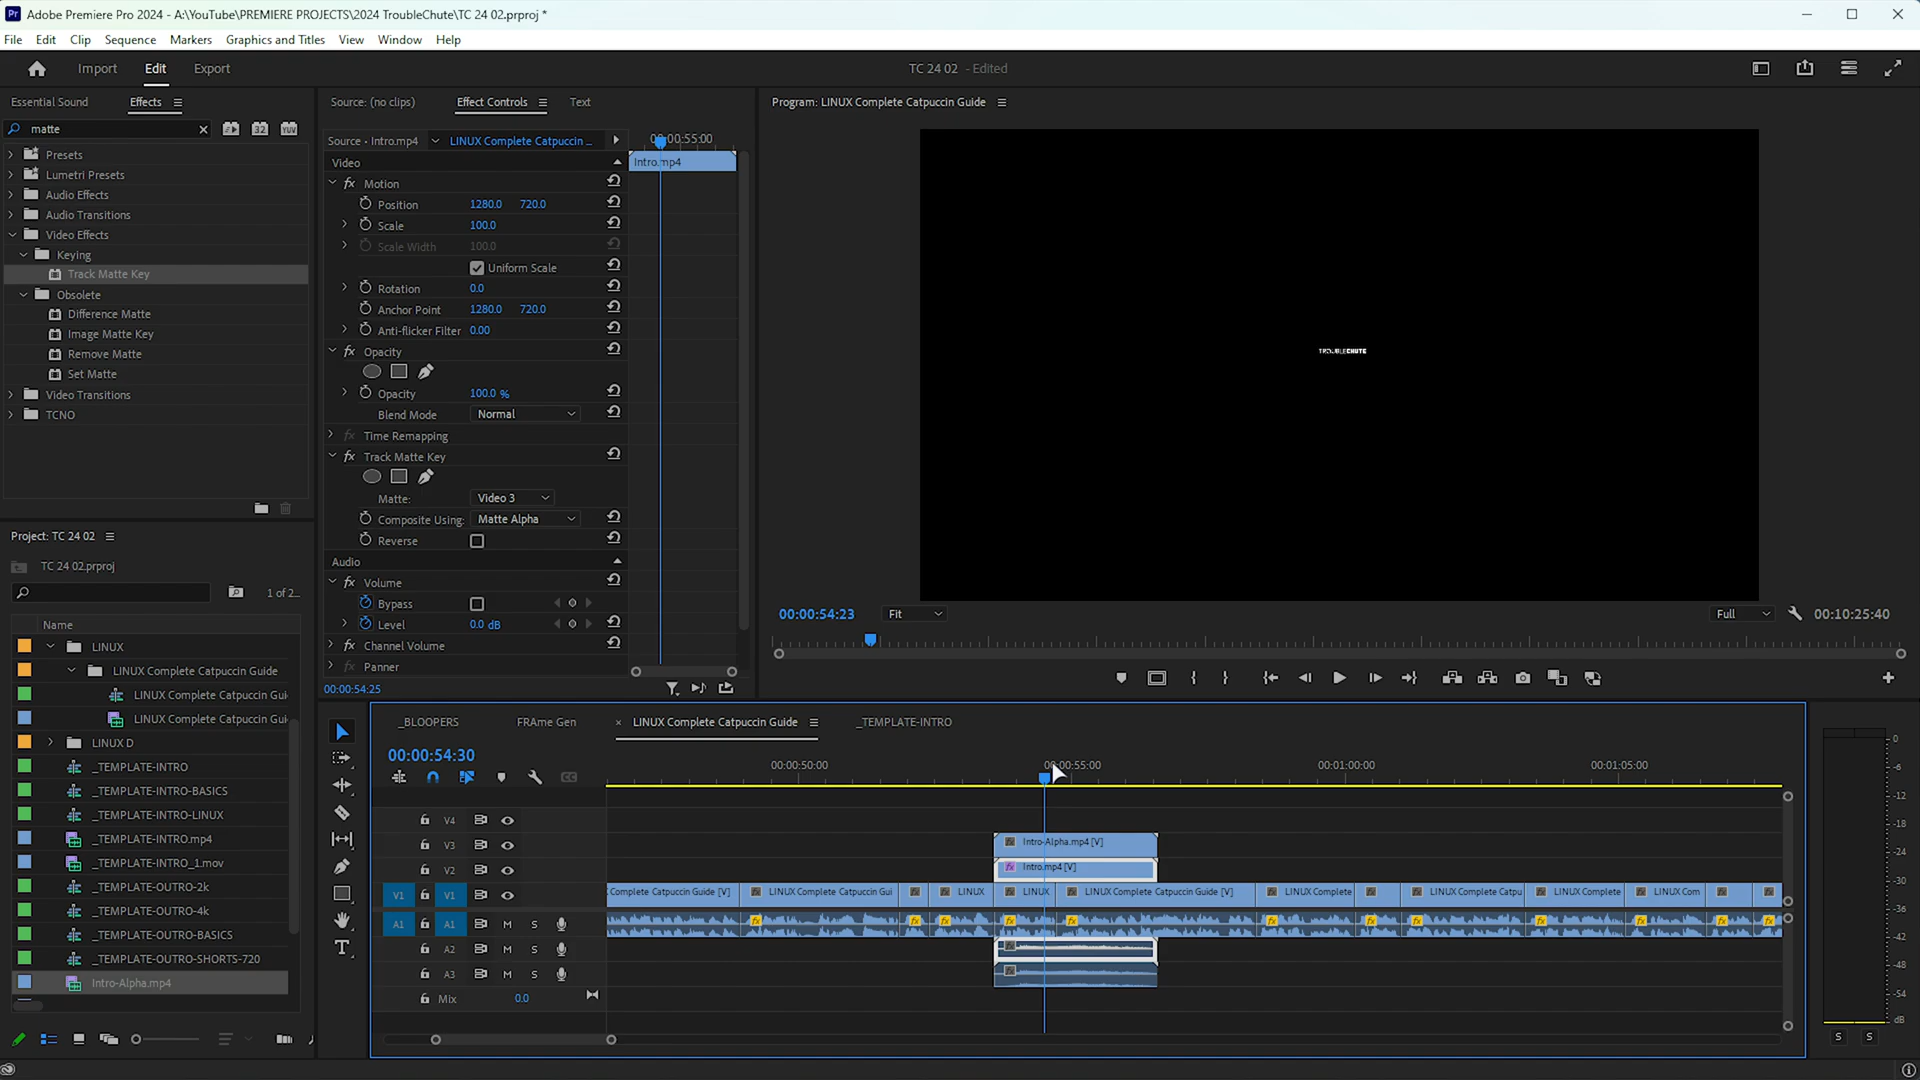 Adobe Premiere Pro 2024 - A:\YouTube\PREMIERE PROJECTS\2024 TroubleChute\TC 24 02.prproj *
File Edit Clip Sequence Markers Graphics and Titles View Window Help
Import Edit Export
TC 24 02 - Edited
Essential Sound Effects
matte
32 YUV
Presets
Lumetri Presets
Audio Effects
Audio Transitions
Video Effects
Keying
Track Matte Key
Obsolete
Difference Matte
Image Matte Key
Remove Matte
Set Matte
Video Transitions
TCNO
Source: (no clips) Effect Controls Text
Source • Intro.mp4 LINUX Complete Catpuccin ...
00:00:55:00
Video
Intro.mp4
fx Motion
Position 1280.0 720.0
Scale 100.0
Scale Width 100.0
Uniform Scale
Rotation 0.0
Anchor Point 1280.0 720.0
Anti-flicker Filter 0.00
fx Opacity
Opacity 100.0 %
Blend Mode Normal
fx Time Remapping
fx Track Matte Key
Matte: Video 3
Composite Using: Matte Alpha
Reverse
Audio
fx Volume
Bypass
Level 0.0 dB
fx Channel Volume
fx Panner
00:00:54:25
Program: LINUX Complete Catpuccin Guide
TROUBLECHUTE
00:00:54:23 Fit Full 00:10:25:40
Project: TC 24 02
TC 24 02.prproj
1 of 2...
Name
LINUX
LINUX Complete Catpuccin Guide
LINUX Complete Catpuccin Gui
LINUX Complete Catpuccin Gui
LINUX D
_TEMPLATE-INTRO
_TEMPLATE-INTRO-BASICS
_TEMPLATE-INTRO-LINUX
_TEMPLATE-INTRO.mp4
_TEMPLATE-INTRO_1.mov
_TEMPLATE-OUTRO-2k
_TEMPLATE-OUTRO-4k
_TEMPLATE-OUTRO-BASICS
_TEMPLATE-OUTRO-SHORTS-720
Intro-Alpha.mp4
_BLOOPERS FRAme Gen × LINUX Complete Catpuccin Guide _TEMPLATE-INTRO
00:00:54:30
00:00:50:00 00:00:55:00 00:01:00:00 00:01:05:00
V4
V3 Intro-Alpha.mp4 [V]
V2 Intro.mp4 [V]
V1 V1 Complete Catpuccin Guide [V] LINUX Complete Catpuccin Gui LINUX LINUX LINUX Complete Catpuccin Guide [V] LINUX Complete LINUX Complete Catpu LINUX Complete LINUX Com
A1 A1 M S
A2 M S
A3 M S
Mix 0.0
0
-6
-12
-18
-24
-30
-36
-42
-48
-54
dB
S S